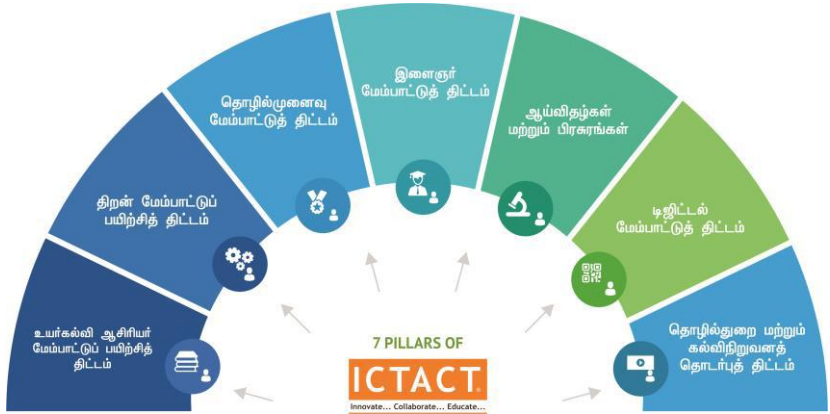 உயர்கல்வி ஆசிரியர்
மேம்பாட்டுப் பயிற்சித்
திட்டம்
திறன் மேம்பாட்டுப்
பயிற்சித் திட்டம்
தொழில்முனைவு
மேம்பாட்டுத் திட்டம்
இளைஞர்
மேம்பாட்டுத் திட்டம்
ஆய்விதழ்கள்
மற்றும் பிரசுரங்கள்
டிஜிட்டல்
மேம்பாட்டுத் திட்டம்
தொழில்துறை மற்றும்
கல்விநிறுவனத்
தொடர்புத் திட்டம்
7 PILLARS OF
ICTACT
Innovate... Collaborate... Educate...